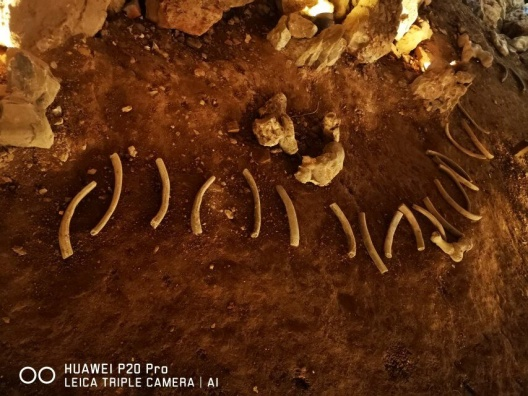 HUAWEI P20 Pro
LEICA TRIPLE CAMERA | AI